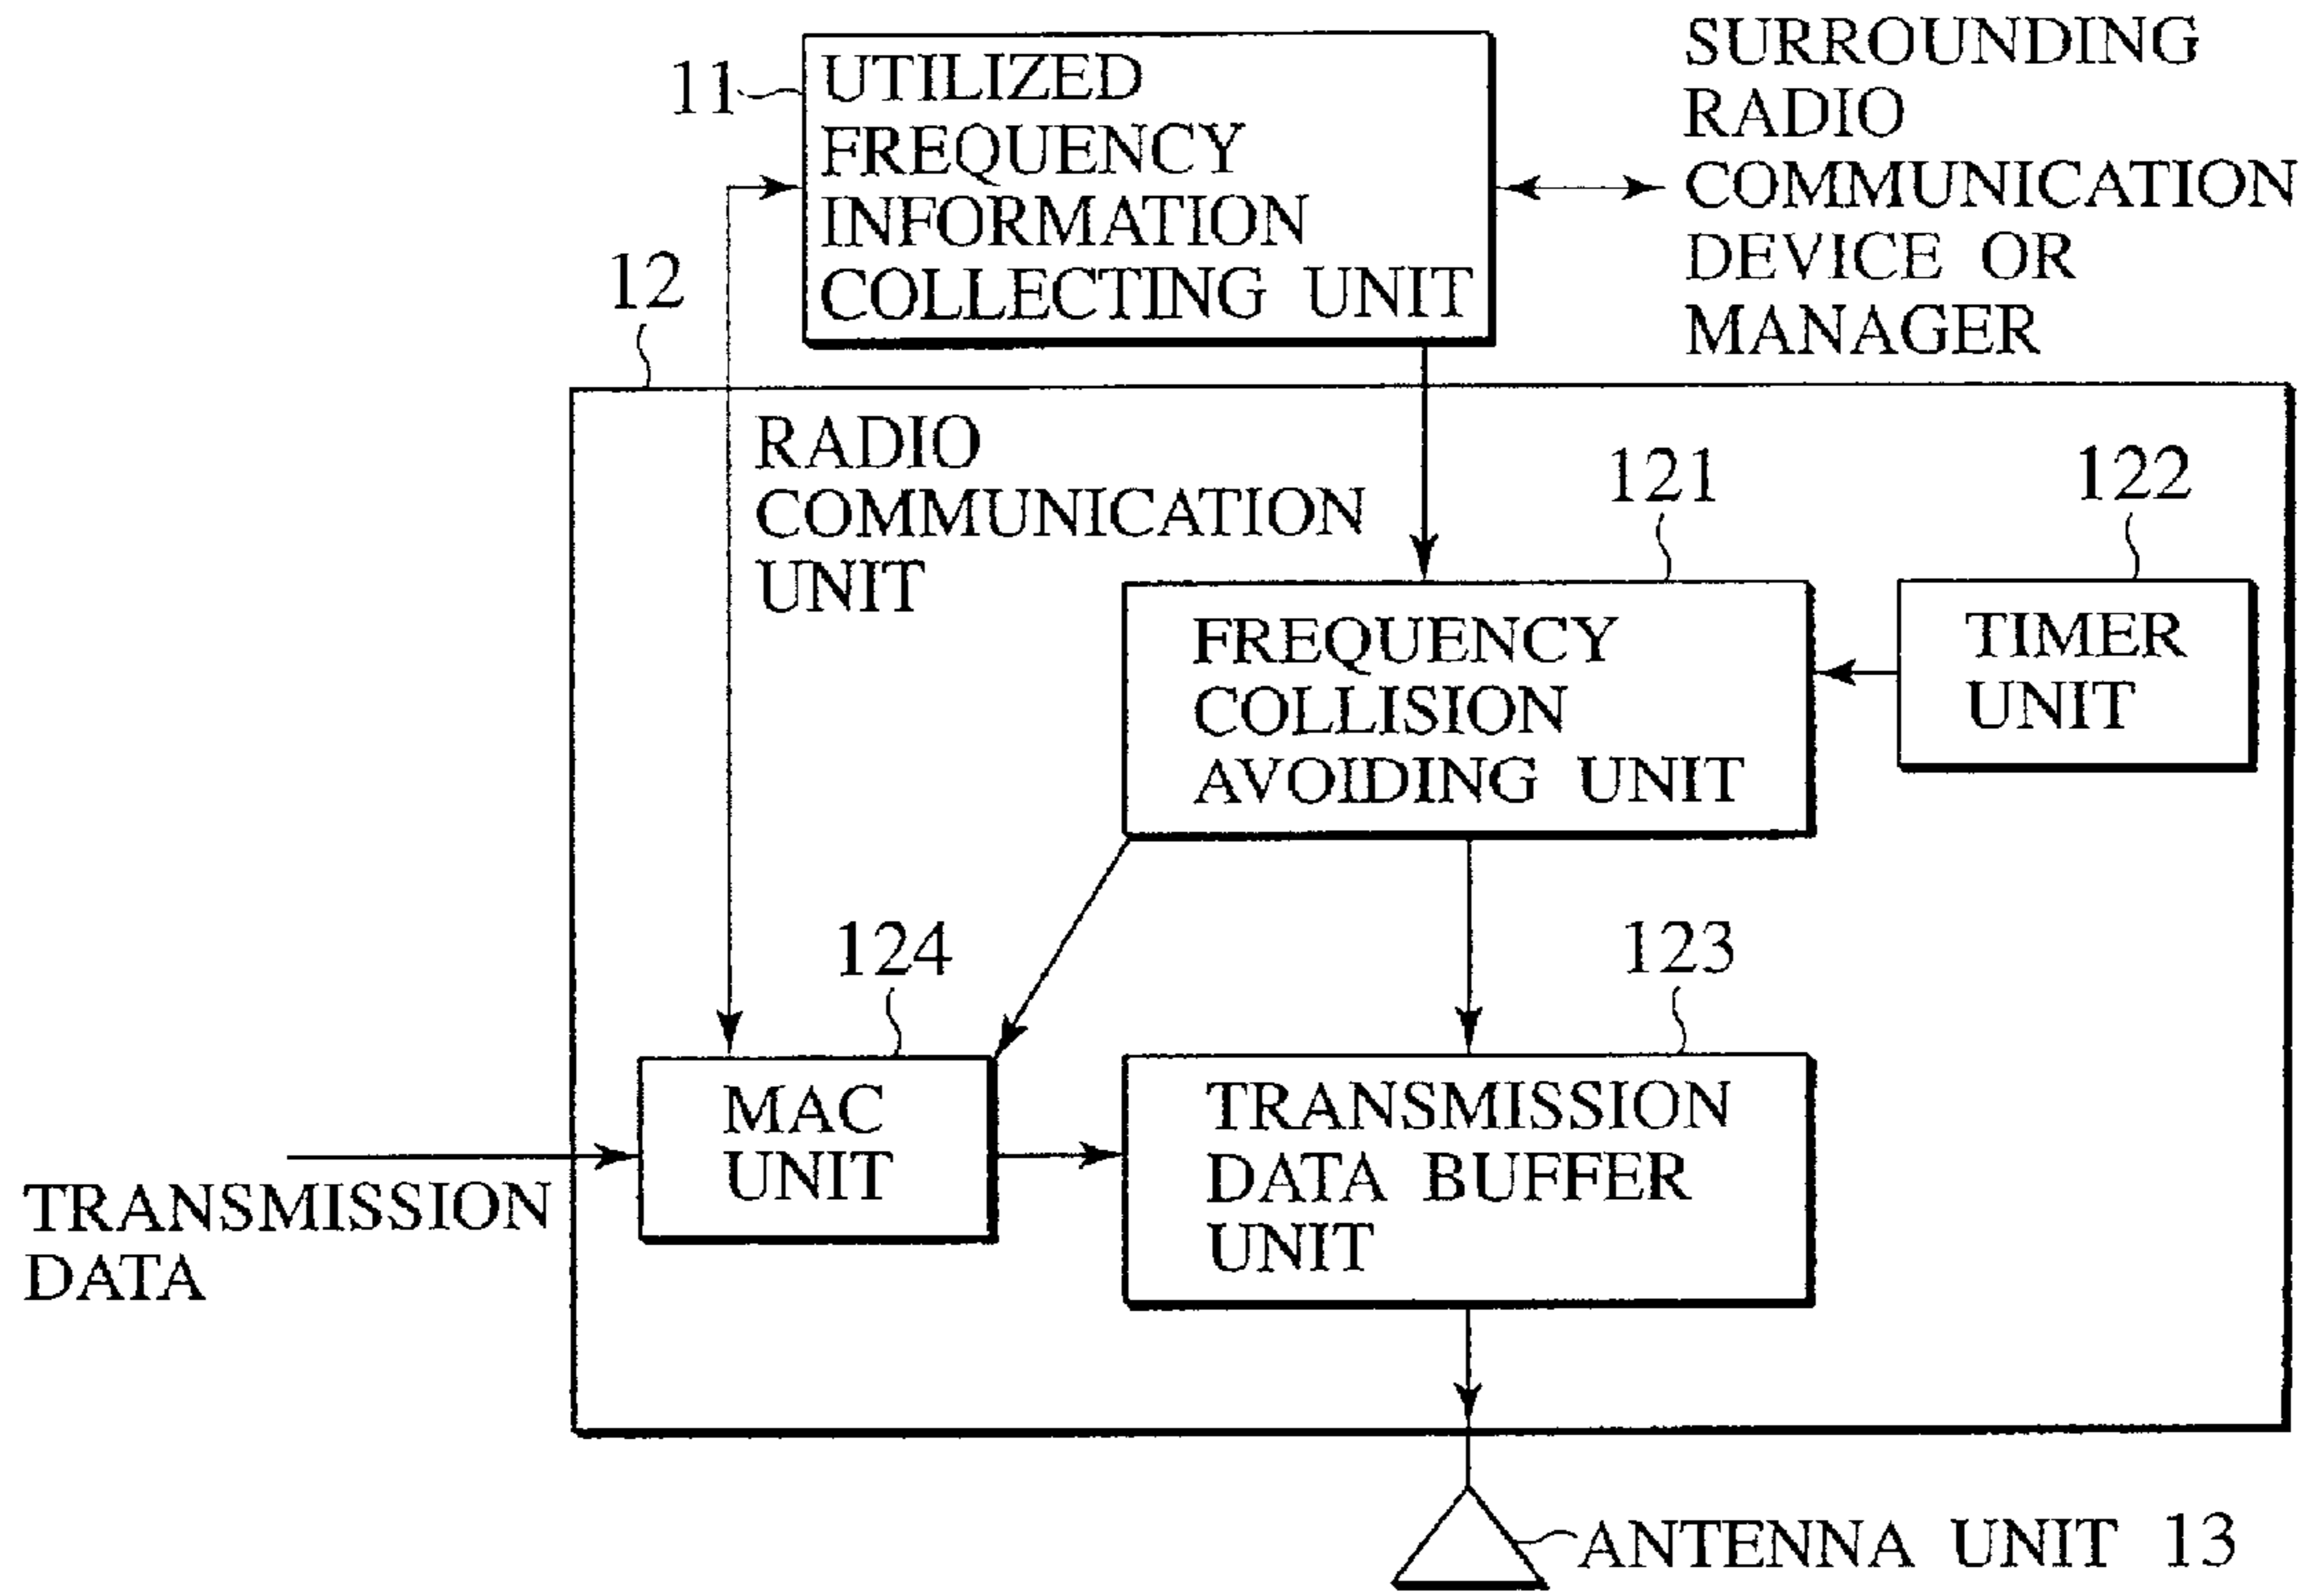 11
UTILIZED
FREQUENCY
INFORMATION
COLLECTING UNIT
SURROUNDING
RADIO
COMMUNICATION
DEVICE OR
MANAGER
12
RADIO
COMMUNICATION
UNIT
121
FREQUENCY
COLLISION
AVOIDING UNIT
122
TIMER
UNIT
124
MAC
UNIT
123
TRANSMISSION
DATA BUFFER
UNIT
TRANSMISSION
DATA
ANTENNA UNIT 13